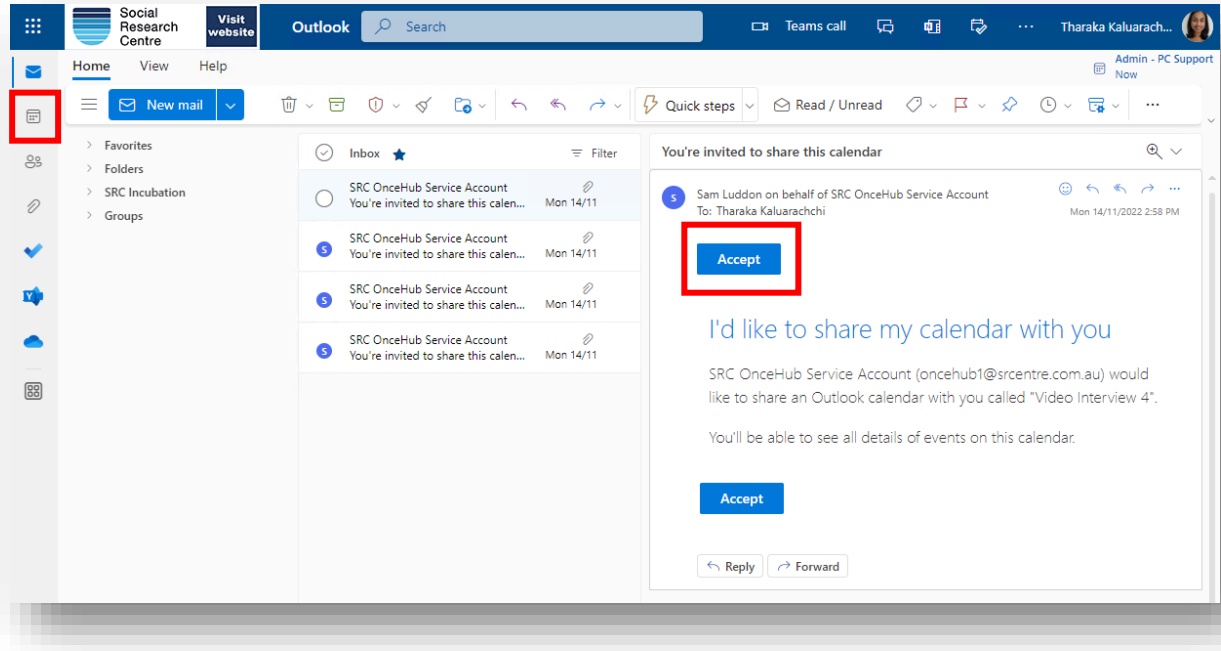 Social
Research
Centre
Visit
website
Outlook
Search
Teams call
Tharaka Kaluarach...
Home View Help
Admin - PC Support
Now
New mail
Quick steps
Read / Unread
Favorites
Folders
SRC Incubation
Groups
Inbox
Filter
SRC OnceHub Service Account
You're invited to share this calen... Mon 14/11
S
SRC OnceHub Service Account
You're invited to share this calen... Mon 14/11
S
SRC OnceHub Service Account
You're invited to share this calen... Mon 14/11
S
SRC OnceHub Service Account
You're invited to share this calen... Mon 14/11
You're invited to share this calendar
S
Sam Luddon on behalf of SRC OnceHub Service Account
To: Tharaka Kaluarachchi
Mon 14/11/2022 2:58 PM
Accept
I'd like to share my calendar with you
SRC OnceHub Service Account (oncehub1@srcentre.com.au) would
like to share an Outlook calendar with you called "Video Interview 4".
You'll be able to see all details of events on this calendar.
Accept
Reply
Forward